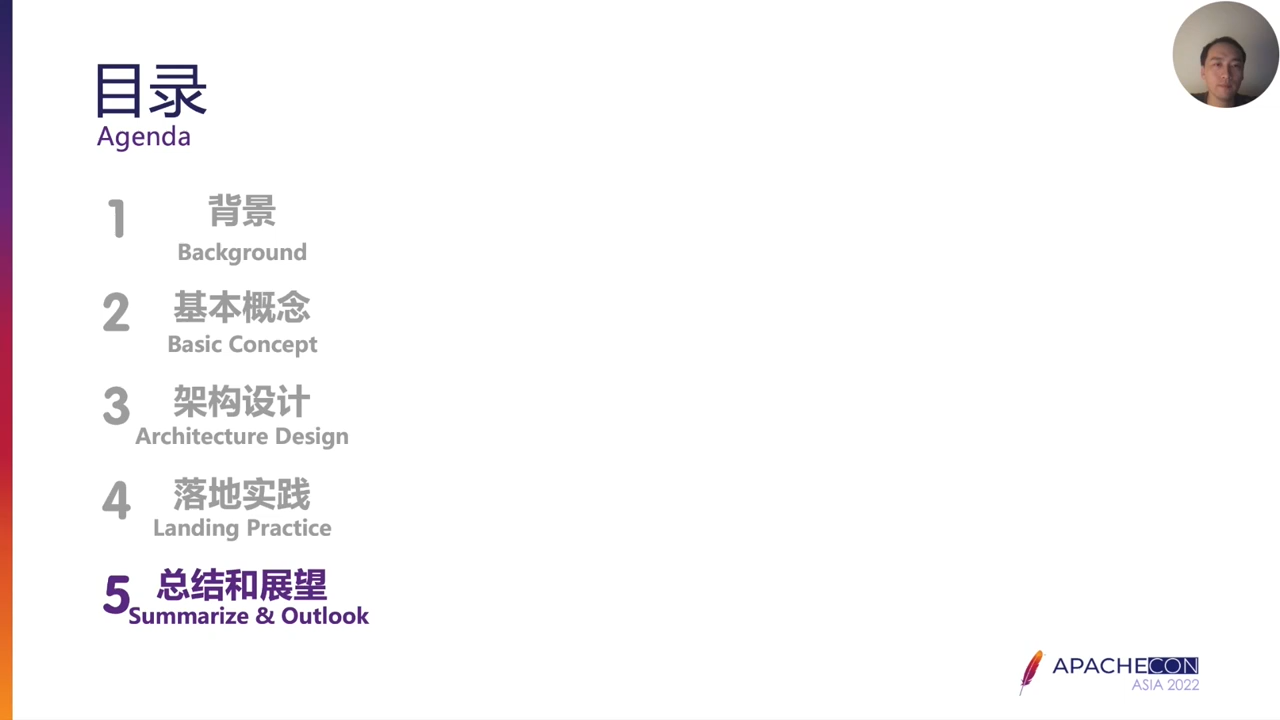 目录
Agenda
1 背景
Background
2 基本概念
Basic Concept
3 架构设计
Architecture Design
4 落地实践
Landing Practice
5 总结和展望
Summarize & Outlook
APACHECON
ASIA 2022